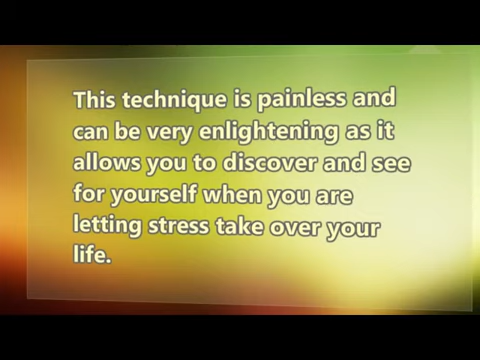 This technique is painless and
can be very enlightening as it
allows you to discover and see
for yourself when you are
letting stress take over your
life.